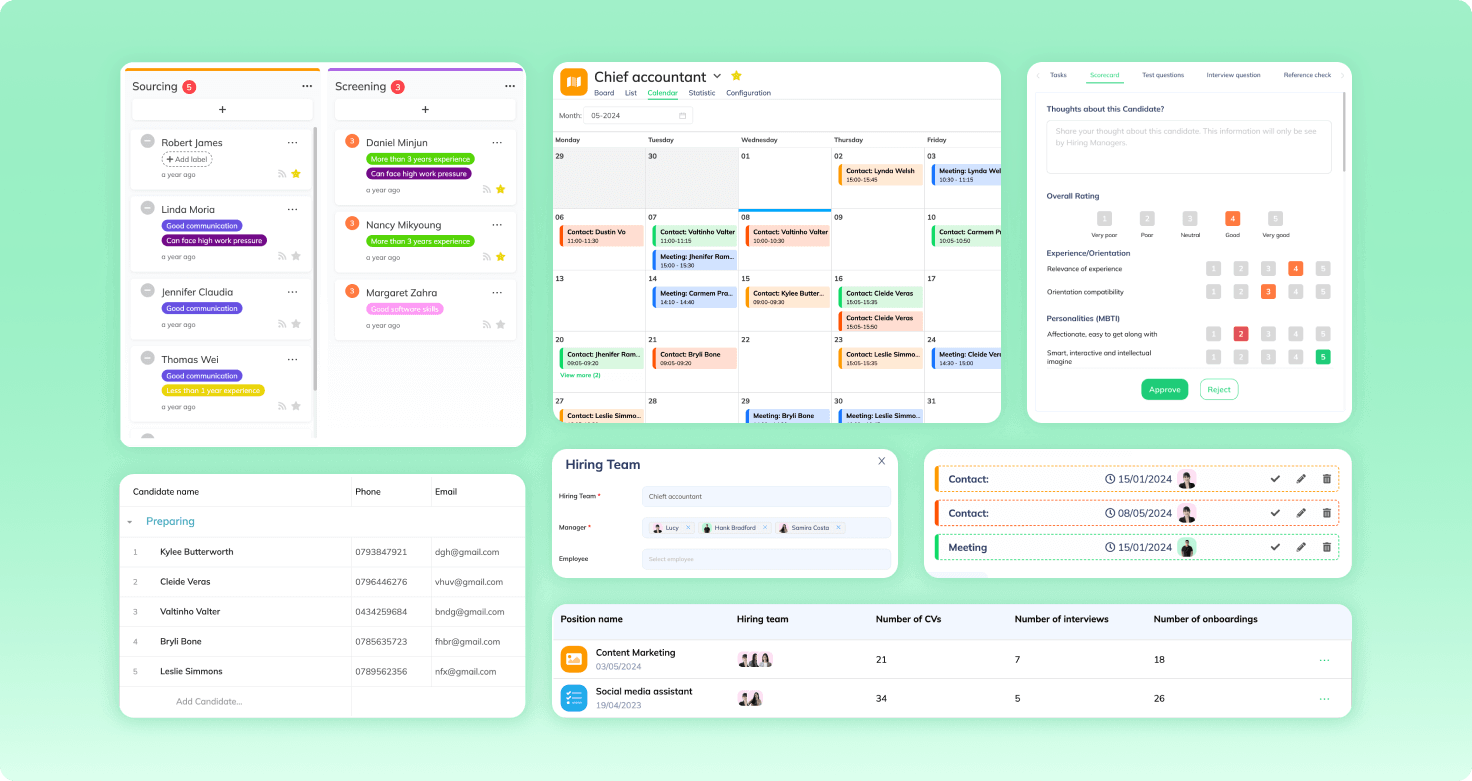 Sourcing 5
+
Robert James
+ Add label
a year ago
Linda Moria
Good communication
Can face high work pressure
a year ago
Jennifer Claudia
Good communication
a year ago
Thomas Wei
Good communication
Less than 1 year experience
a year ago
Screening 3
+
3 Daniel Minjun
More than 3 years experience
Can face high work pressure
a year ago
3 Nancy Mikyoung
More than 3 years experience
a year ago
3 Margaret Zahra
Good software skills
a year ago
Chief accountant
Board List Calendar Statistic Configuration
Month: 05-2024
Monday Tuesday Wednesday Thursday Friday
29 30 01 02 03
Contact: Lynda Welsh
15:00-15:45
Meeting: Lynda Wel
10:30 - 11:15
06 07 08 09 10
Contact: Dustin Vo
11:00-11:30
Contact: Valtinho Valter
11:00-11:15
Meeting: Jhenifer Ram...
15:00 - 15:30
Contact: Valtinho Valter
10:00-10:30
Contact: Carmem P
10:05-10:50
13 14 15 16 17
Meeting: Carmem Pra...
14:10 - 14:40
Contact: Kylee Butter...
09:00-09:30
Contact: Cleide Veras
15:05-15:35
Contact: Cleide Veras
15:05-15:50
20 21 22 23 24
Contact: Jhenifer Ram...
09:05-09:20
View more (2)
Contact: Bryli Bone
09:05-09:20
Contact: Leslie Simmo...
09:05-09:35
Meeting: Cleide Ver
14:30 - 15:00
27 28 29 30 31
Contact: Leslie Simmo...
Meeting: Bryli Bone
Meeting: Leslie Simmo...
Tasks Scorecard Test questions Interview question Reference check
Thoughts about this Candidate?
Share your thought about this candidate. This information will only be see
by Hiring Managers.
Overall Rating
1 2 3 4 5
Very poor Poor Neutral Good Very good
Experience/Orientation
Relevance of experience 1 2 3 4 5
Orientation compatibility 1 2 3 4 5
Personalities (MBTI)
Affectionate, easy to get along with 1 2 3 4 5
Smart, interactive and intellectual
imagine 1 2 3 4 5
Approve Reject
Candidate name Phone Email
Preparing
1 Kylee Butterworth 0793847921 dgh@gmail.com
2 Cleide Veras 0796446276 vhuv@gmail.com
3 Valtinho Valter 0434259684 bndg@gmail.com
4 Bryli Bone 0785635723 fhbr@gmail.com
5 Leslie Simmons 0789562356 nfx@gmail.com
Add Candidate...
Hiring Team X
Hiring Team * Chieft accountant
Manager * Lucy × Hank Bradford × Samira Costa ×
Employee Select employee
Contact: 15/01/2024
Contact: 08/05/2024
Meeting 15/01/2024
Position name Hiring team Number of CVs Number of interviews Number of onboardings
Content Marketing
03/05/2024
21 7 18
Social media assistant
19/04/2023
34 5 26